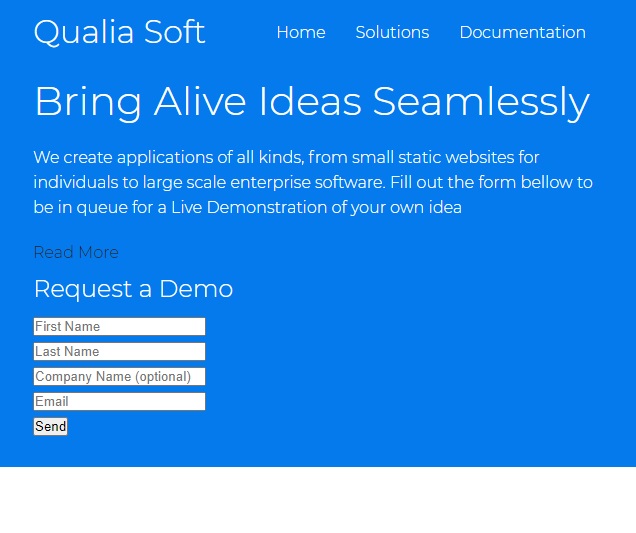 Qualia Soft Home Solutions Documentation
Bring Alive Ideas Seamlessly
We create applications of all kinds, from small static websites for
individuals to large scale enterprise software. Fill out the form bellow to
be in queue for a Live Demonstration of your own idea
Read More
Request a Demo
First Name
Last Name
Company Name (optional)
Email
Send